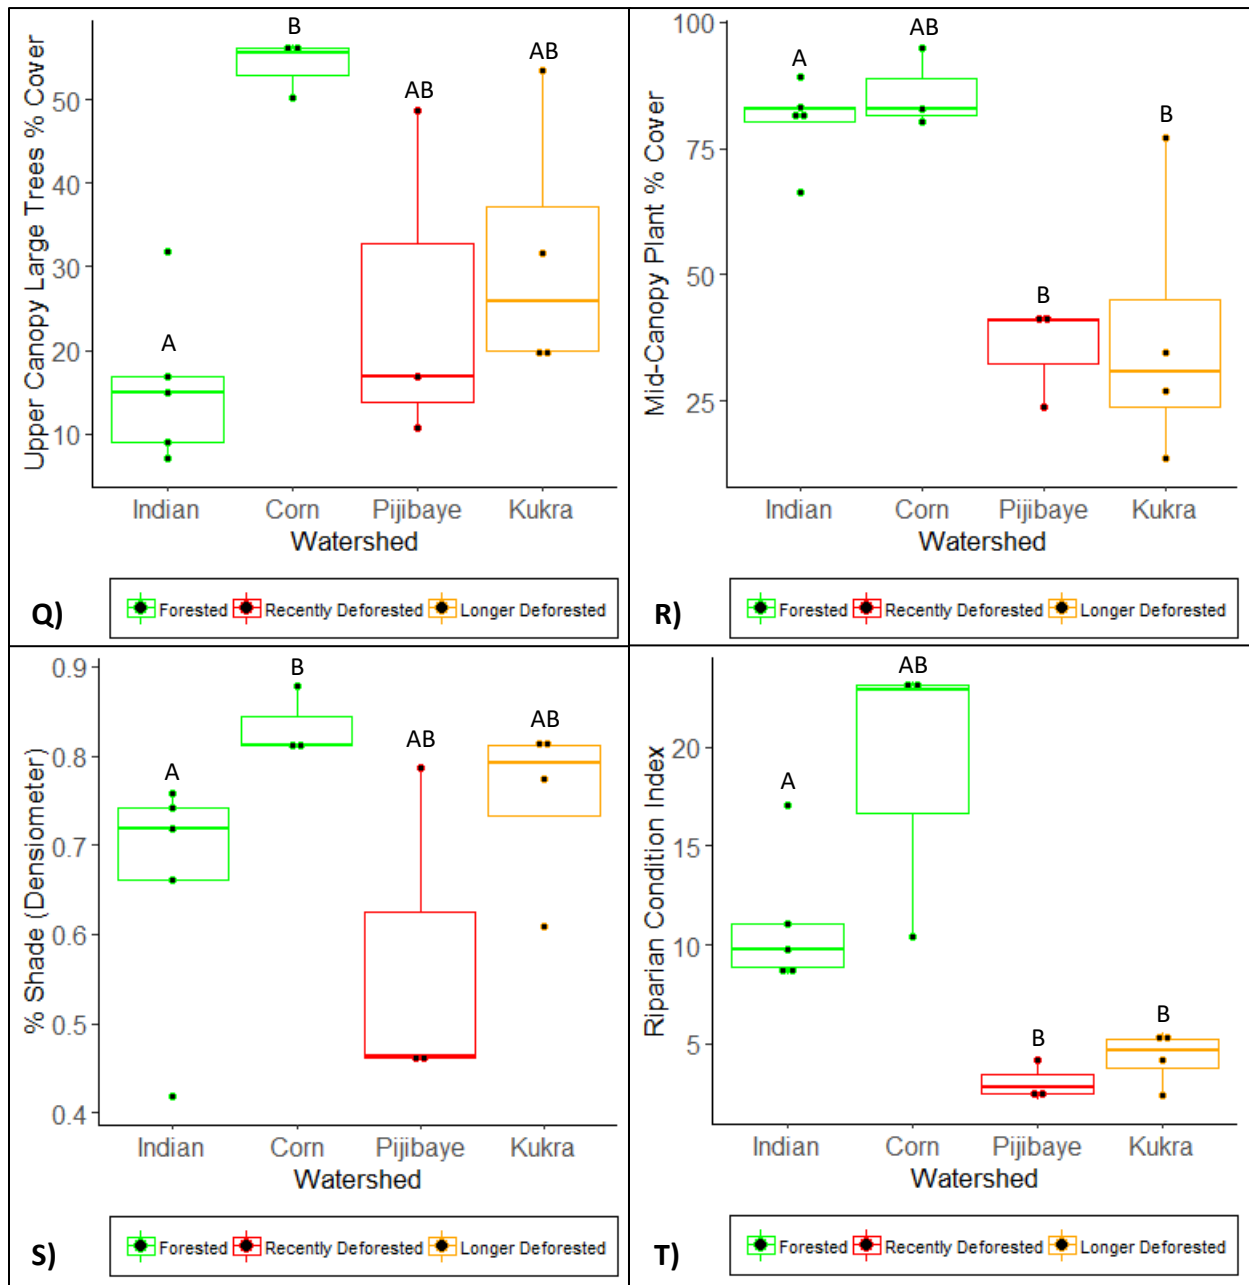 Upper Canopy Large Trees % Cover
50
40
30
20
10
A
B
AB
AB
Indian Corn Pijibaye Kukra
Watershed
Q)
Forested Recently Deforested Longer Deforested
Mid-Canopy Plant % Cover
100
75
50
25
A
AB
B
B
Indian Corn Pijibaye Kukra
Watershed
R)
Forested Recently Deforested Longer Deforested
% Shade (Densiometer)
0.9
0.8
0.7
0.6
0.5
0.4
A
B
AB
AB
Indian Corn Pijibaye Kukra
Watershed
S)
Forested Recently Deforested Longer Deforested
Riparian Condition Index
20
15
10
5
A
AB
B
B
Indian Corn Pijibaye Kukra
Watershed
T)
Forested Recently Deforested Longer Deforested